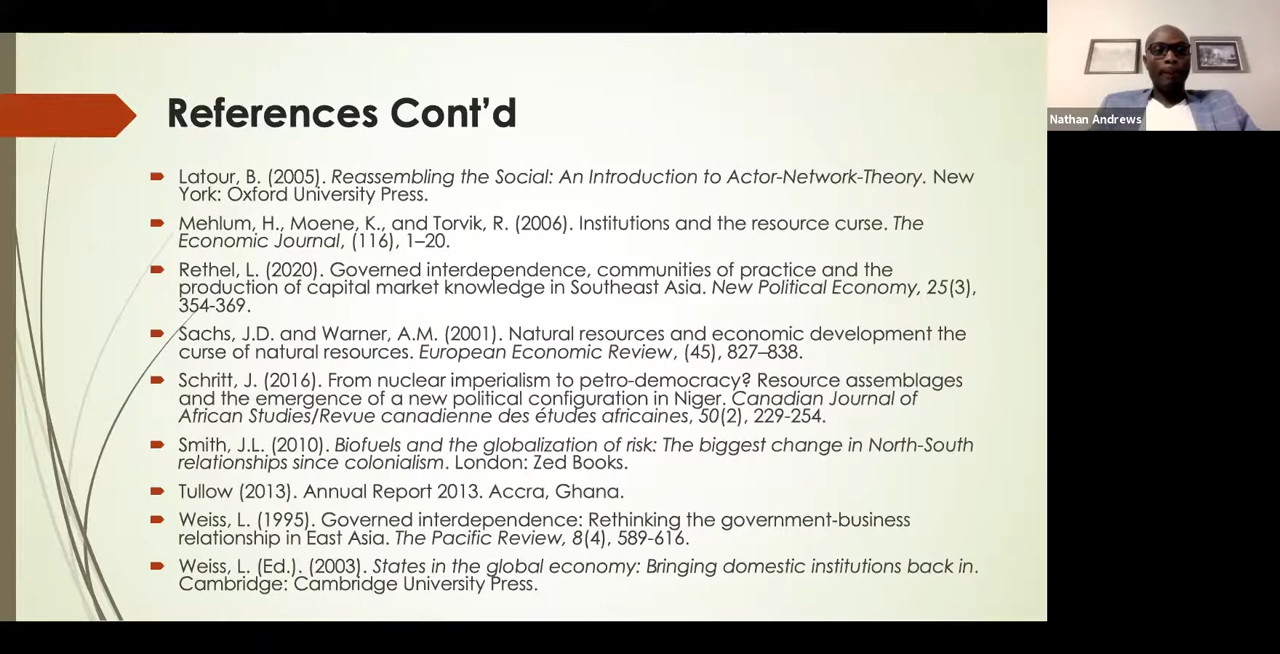 References Cont'd
Latour, B. (2005). Reassembling the Social: An Introduction to Actor-Network-Theory. New
York: Oxford University Press.
Mehlum, H., Moene, K., and Torvik, R. (2006). Institutions and the resource curse. The
Economic Journal, (116), 1–20.
Rethel, L. (2020). Governed interdependence, communities of practice and the
production of capital market knowledge in Southeast Asia. New Political Economy, 25(3),
354-369.
Sachs, J.D. and Warner, A.M. (2001). Natural resources and economic development the
curse of natural resources. European Economic Review, (45), 827–838.
Schritt, J. (2016). From nuclear imperialism to petro-democracy? Resource assemblages
and the emergence of a new political configuration in Niger. Canadian Journal of
African Studies/Revue canadienne des études africaines, 50(2), 229-254.
Smith, J.L. (2010). Biofuels and the globalization of risk: The biggest change in North-South
relationships since colonialism. London: Zed Books.
Tullow (2013). Annual Report 2013. Accra, Ghana.
Weiss, L. (1995). Governed interdependence: Rethinking the government-business
relationship in East Asia. The Pacific Review, 8(4), 589-616.
Weiss, L. (Ed.). (2003). States in the global economy: Bringing domestic institutions back in.
Cambridge: Cambridge University Press.
Nathan Andrews